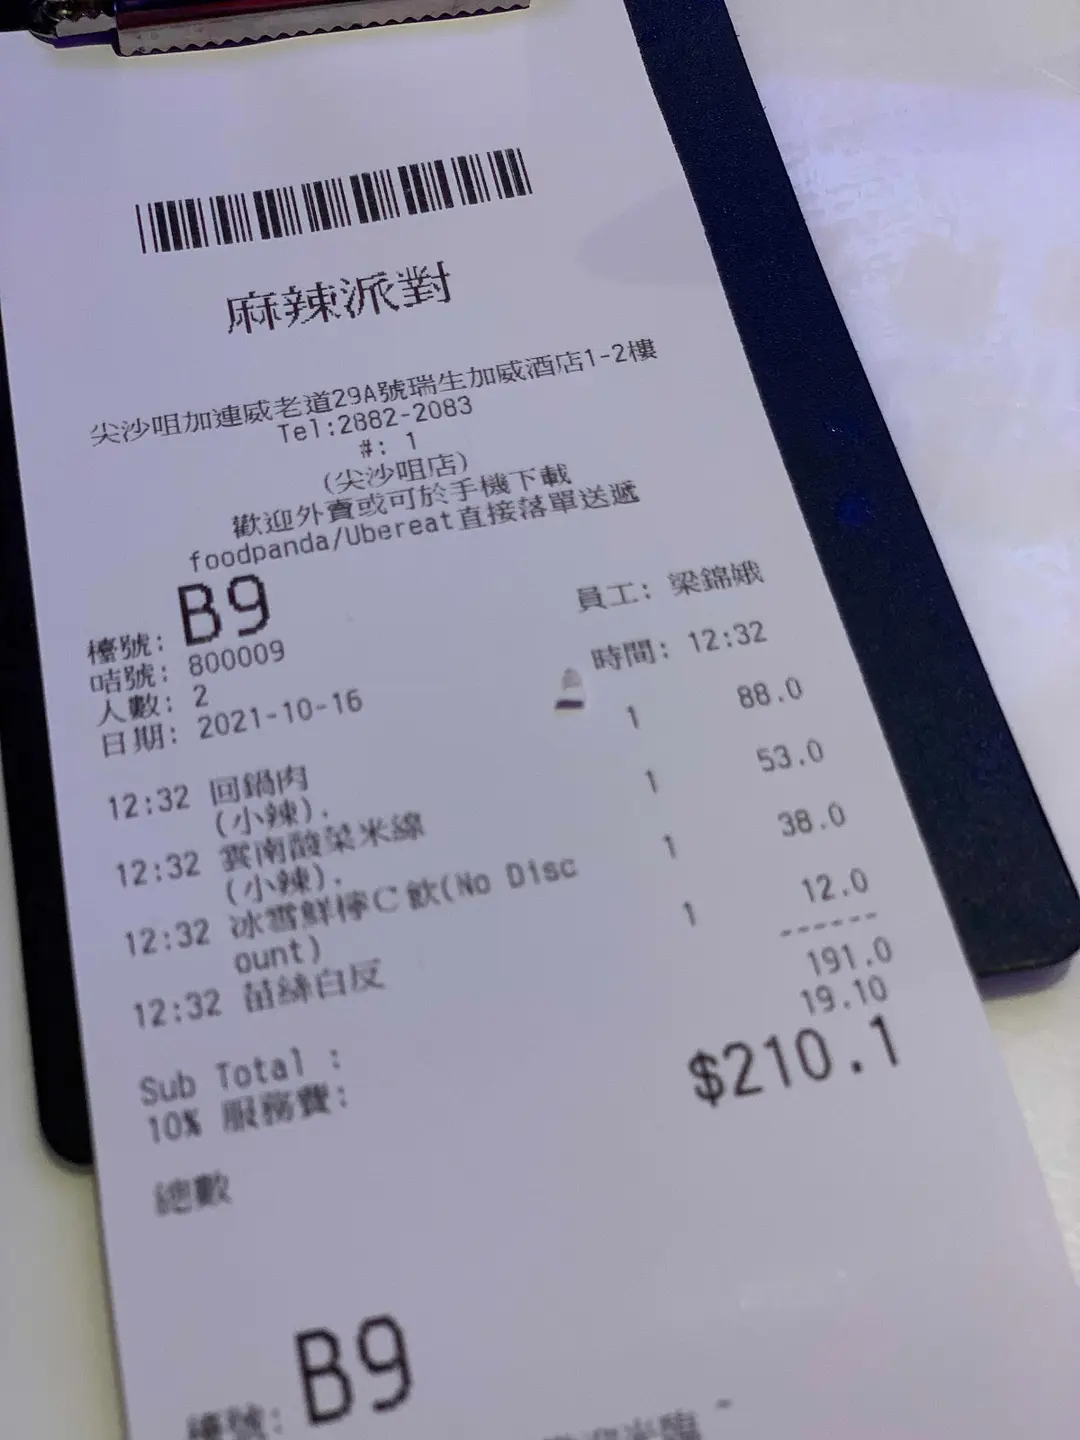 麻辣派對
尖沙咀加連威老道29A號瑞生加威酒店1-2樓
Tel:2882-2083
#: 1
(尖沙咀店)
歡迎外賣或可於手機下載
foodpanda/Ubereat直接落單送遞
檯號: B9 員工: 梁錦娥
咭號: 800009 時間: 12:32
人數: 2
日期: 2021-10-16
12:32 回鍋肉 1 88.0
(小辣).
12:32 雲南酸菜米線 1 53.0
(小辣).
12:32 冰雪鮮檸C飲(No Disc 1 38.0
ount)
12:32 苗絲白反 1 12.0
------
Sub Total : 191.0
10% 服務費: 19.10
總數 $210.1
檯號: B9
歡迎光臨